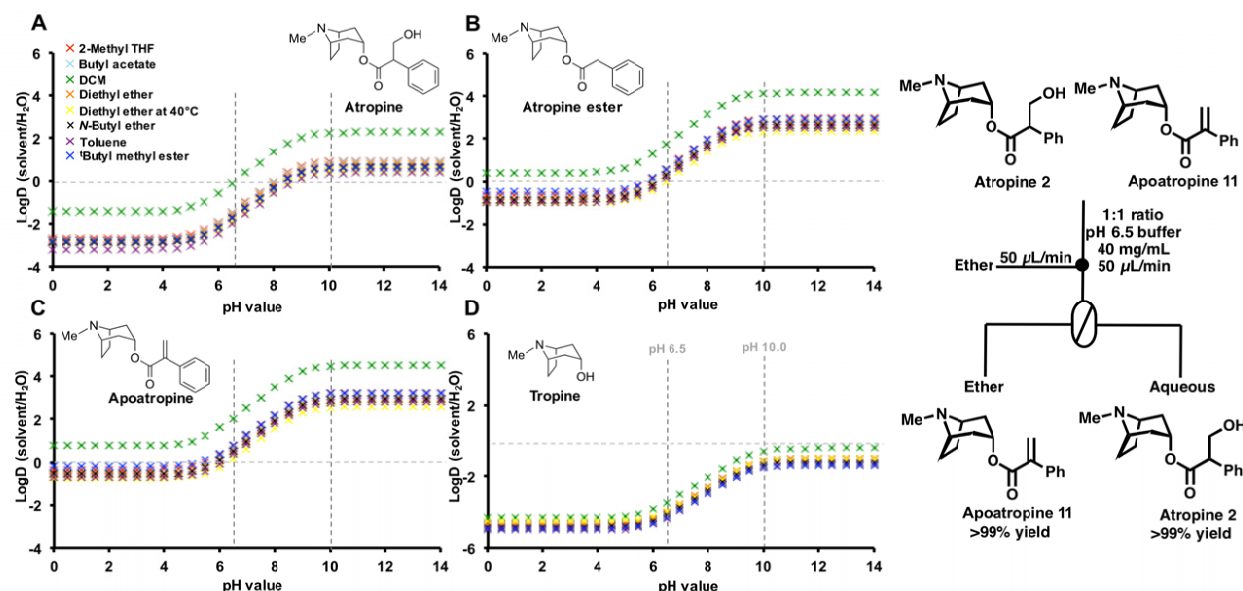 A
Me
N
OH
O
O
Atropine
2-Methyl THF
Butyl acetate
DCM
Diethyl ether
Diethyl ether at 40°C
N-Butyl ether
Toluene
tButyl methyl ester
LogD (solvent/H2O)
6
4
2
0
-2
-4
0 2 4 6 8 10 12 14
pH value
B
Me
N
O
O
Atropine ester
LogD (solvent/H2O)
6
4
2
0
-2
-4
0 2 4 6 8 10 12 14
pH value
C
Me
N
O
O
Apoatropine
LogD (solvent/H2O)
6
4
2
0
-2
-4
0 2 4 6 8 10 12 14
pH value
D
Me
N
OH
Tropine
pH 6.5
pH 10.0
LogD (solvent/H2O)
6
4
2
-2
-6
0 2 4 6 8 10 12 14
pH value
Me
N
OH
O
O
Ph
Atropine 2
Me
N
O
O
Ph
Apoatropine 11
1:1 ratio
pH 6.5 buffer
40 mg/mL
50 µL/min
Ether
50 µL/min
Ether
Aqueous
Me
N
O
O
Ph
Apoatropine 11
>99% yield
Me
N
OH
O
O
Ph
Atropine 2
>99% yield